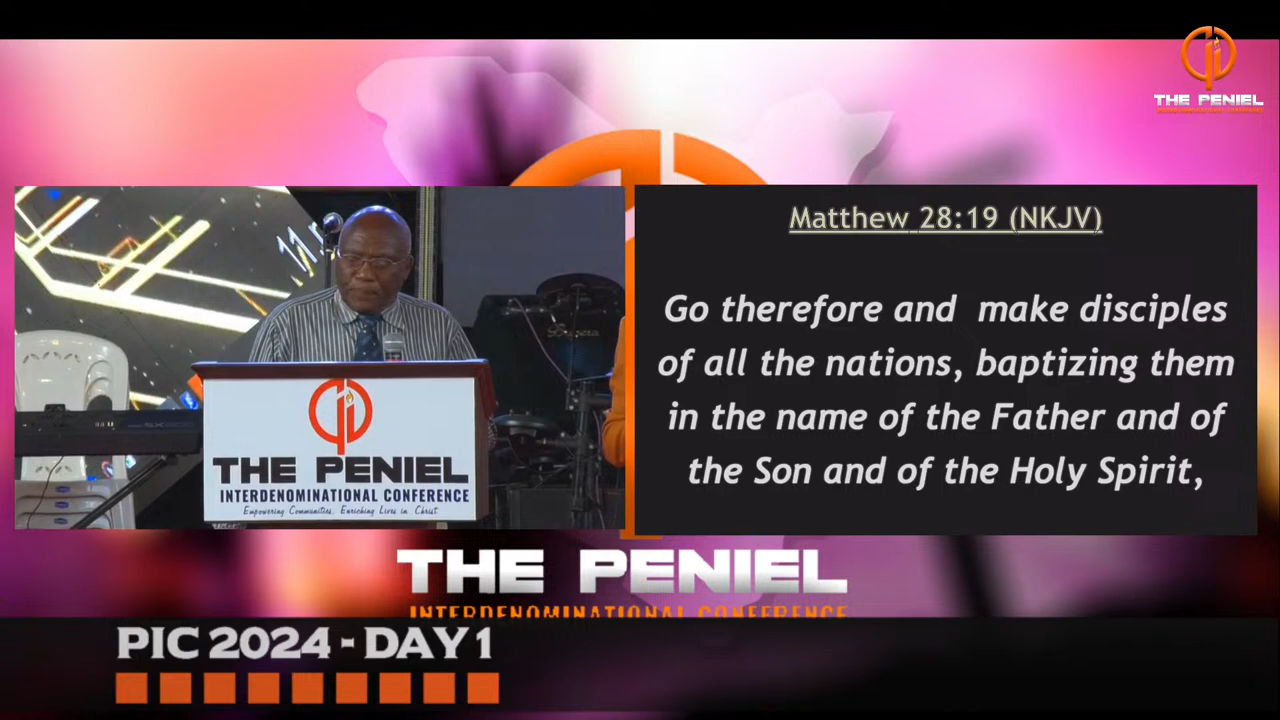 THE PENIEL
Matthew 28:19 (NKJV)
Go therefore and make disciples
of all the nations, baptizing them
in the name of the Father and of
the Son and of the Holy Spirit,
THE PENIEL
INTERDENOMINATIONAL CONFERENCE
Empowering Communities, Enriching Lives in Christ
THE PENIEL
INTERDENOMINATIONAL CONFERENCE
PIC 2024 - DAY 1